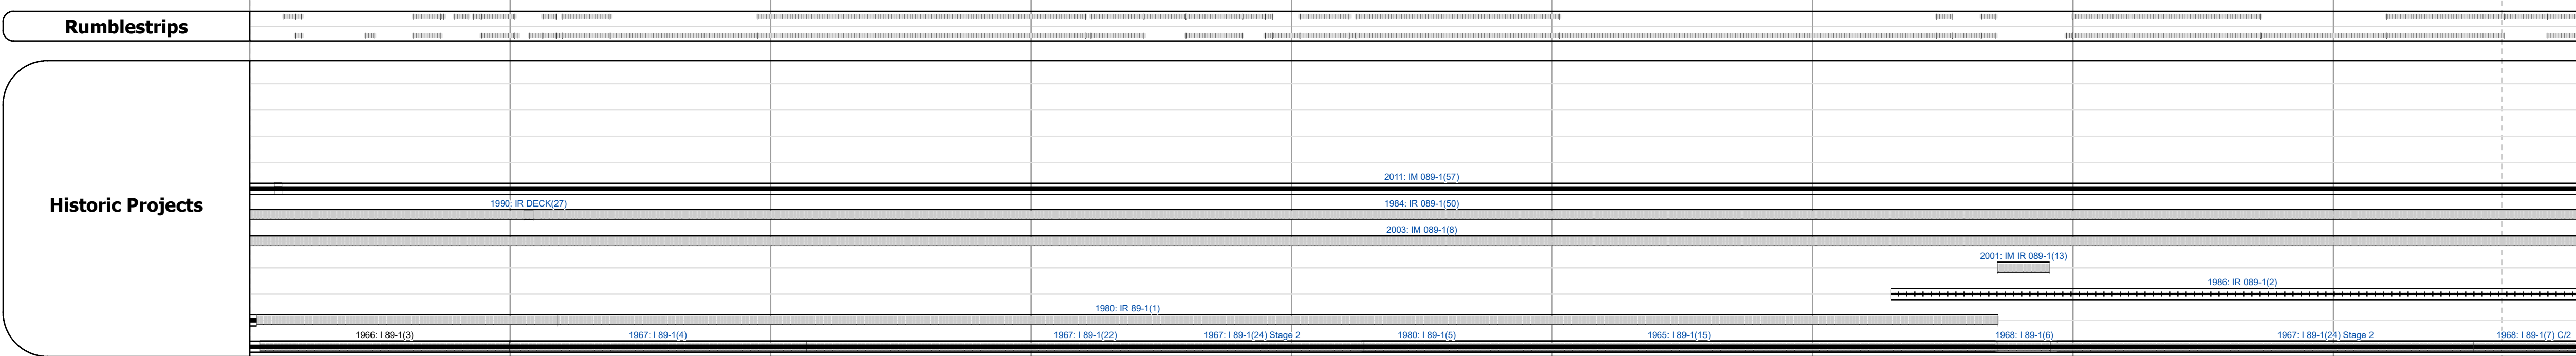 Rumblestrips
Historic Projects
2011: IM 089-1(57)
1990: IR DECK(27)
1984: IR 089-1(50)
2003: IM 089-1(8)
2001: IM IR 089-1(13)
1986: IR 089-1(2)
1980: IR 89-1(1)
1966: I 89-1(3)
1967: I 89-1(4)
1967: I 89-1(22)
1967: I 89-1(24) Stage 2
1980: I 89-1(5)
1965: I 89-1(15)
1968: I 89-1(6)
1967: I 89-1(24) Stage 2
1968: I 89-1(7) C/2